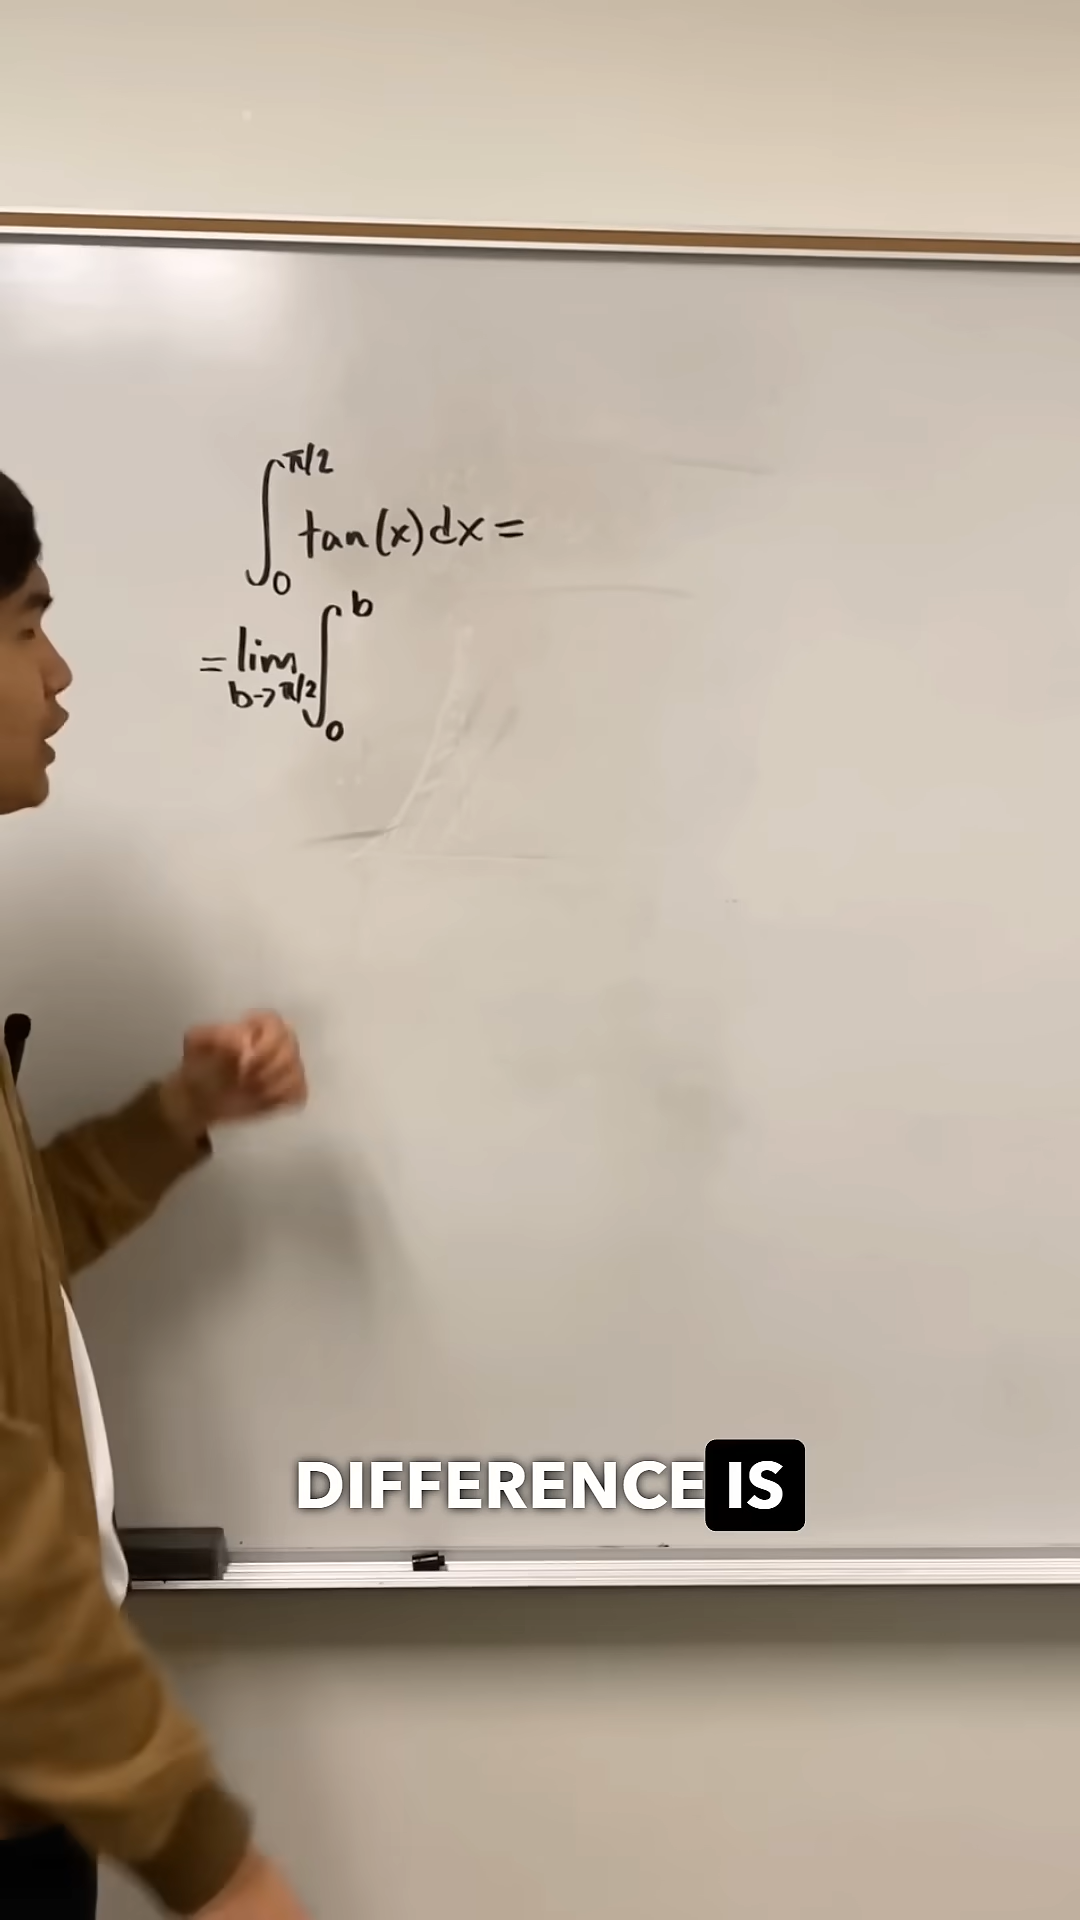 ∫₀^π/2 tan(x)dx=
=lim b→π/2 ∫₀^b
DIFFERENCE IS